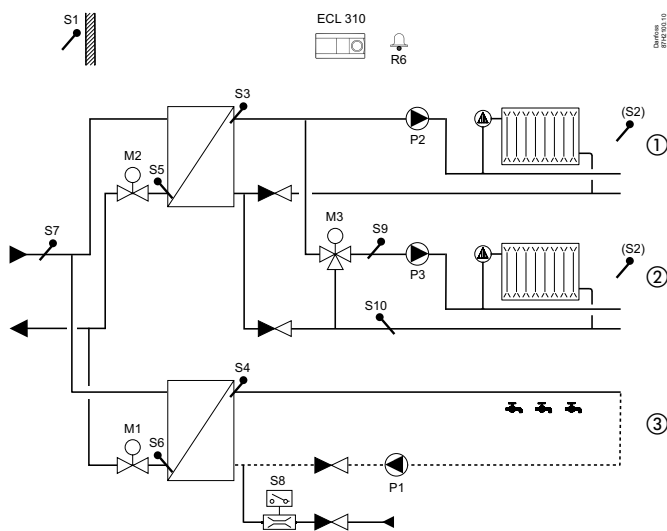 S1
ECL 310
R6
Danfoss
87H2100.10
S3
(S2)
P2
1
M2
S5
S7
M3
S9
(S2)
P3
2
S10
S4
3
M1
S6
S8
P1